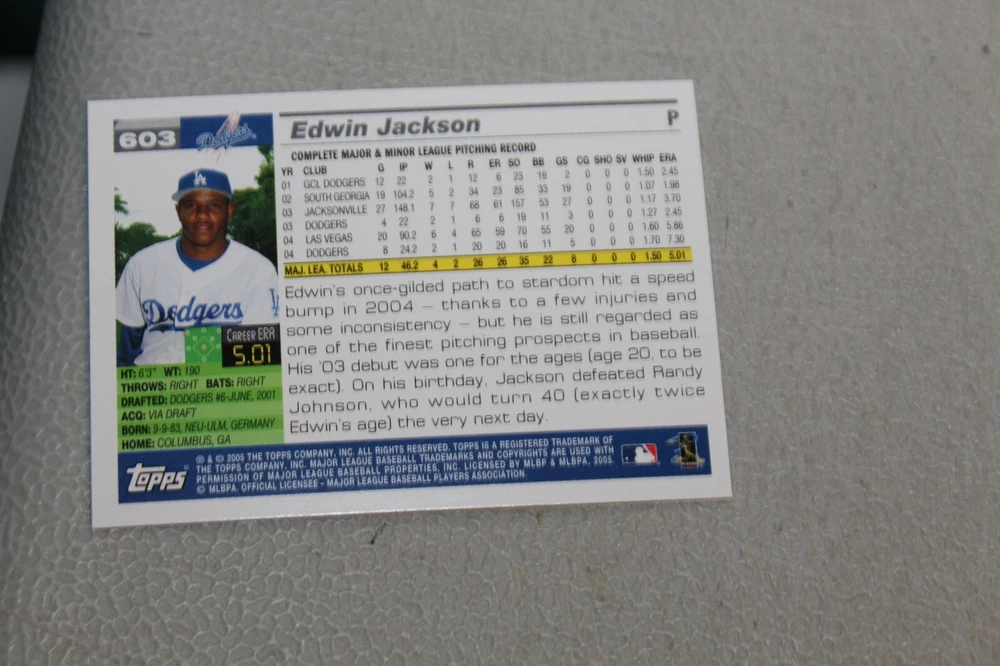 603
Dodgers
Edwin Jackson
P
COMPLETE MAJOR & MINOR LEAGUE PITCHING RECORD
YR CLUB G IP W L R ER SO BB GS CG SHO SV WHIP ERA
01 GCL DODGERS 12 22 2 1 12 6 23 19 2 0 0 0 1.50 2.45
02 SOUTH GEORGIA 19 104.2 5 2 34 23 85 33 19 0 0 0 1.07 1.98
03 JACKSONVILLE 27 148.1 7 7 68 61 157 53 27 0 0 0 1.17 3.70
03 DODGERS 4 22 2 1 6 6 19 11 3 0 0 0 1.27 2.45
04 LAS VEGAS 20 90.2 6 4 65 59 70 55 20 0 0 0 1.60 5.86
04 DODGERS 8 24.2 2 1 20 20 16 11 5 0 0 0 1.70 7.30
MAJ. LEA. TOTALS 12 46.2 4 2 26 26 35 22 8 0 0 0 1.50 5.01
LA
Dodgers
CAREER ERA
5.01
HT: 6'3" WT: 190
THROWS: RIGHT BATS: RIGHT
DRAFTED: DODGERS #6-JUNE, 2001
ACQ: VIA DRAFT
BORN: 9-9-83, NEU-ULM, GERMANY
HOME: COLUMBUS, GA
Edwin's once-gilded path to stardom hit a speed
bump in 2004 – thanks to a few injuries and
some inconsistency – but he is still regarded as
one of the finest pitching prospects in baseball.
His '03 debut was one for the ages (age 20, to be
exact). On his birthday, Jackson defeated Randy
Johnson, who would turn 40 (exactly twice
Edwin's age) the very next day.
Topps
® & © 2005 THE TOPPS COMPANY, INC. ALL RIGHTS RESERVED. TOPPS IS A REGISTERED TRADEMARK OF
THE TOPPS COMPANY, INC. MAJOR LEAGUE BASEBALL TRADEMARKS AND COPYRIGHTS ARE USED WITH
PERMISSION OF MAJOR LEAGUE BASEBALL PROPERTIES, INC. LICENSED BY MLBF & MLBPA, 2005.
© MLBPA. OFFICIAL LICENSEE - MAJOR LEAGUE BASEBALL PLAYERS ASSOCIATION.